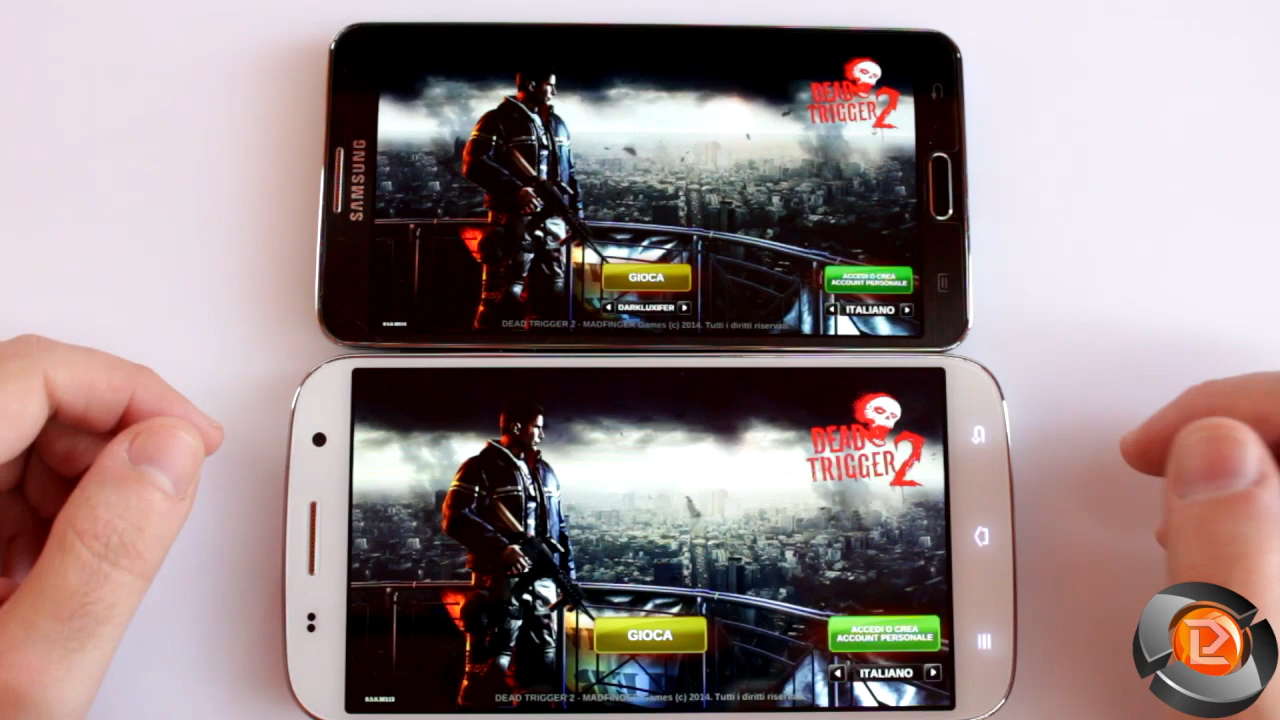 SAMSUNG
DEAD
TRIGGER 2
GIOCA
DARKLUXIFER
ACCEDI O CREA
ACCOUNT PERSONALE
ITALIANO
DEAD TRIGGER 2 - MADFINGER Games (c) 2014. Tutti i diritti riservati.
DEAD
TRIGGER 2
GIOCA
ACCEDI O CREA
ACCOUNT PERSONALE
ITALIANO
DEAD TRIGGER 2 - MADFINGER Games (c) 2014. Tutti i diritti riservati.